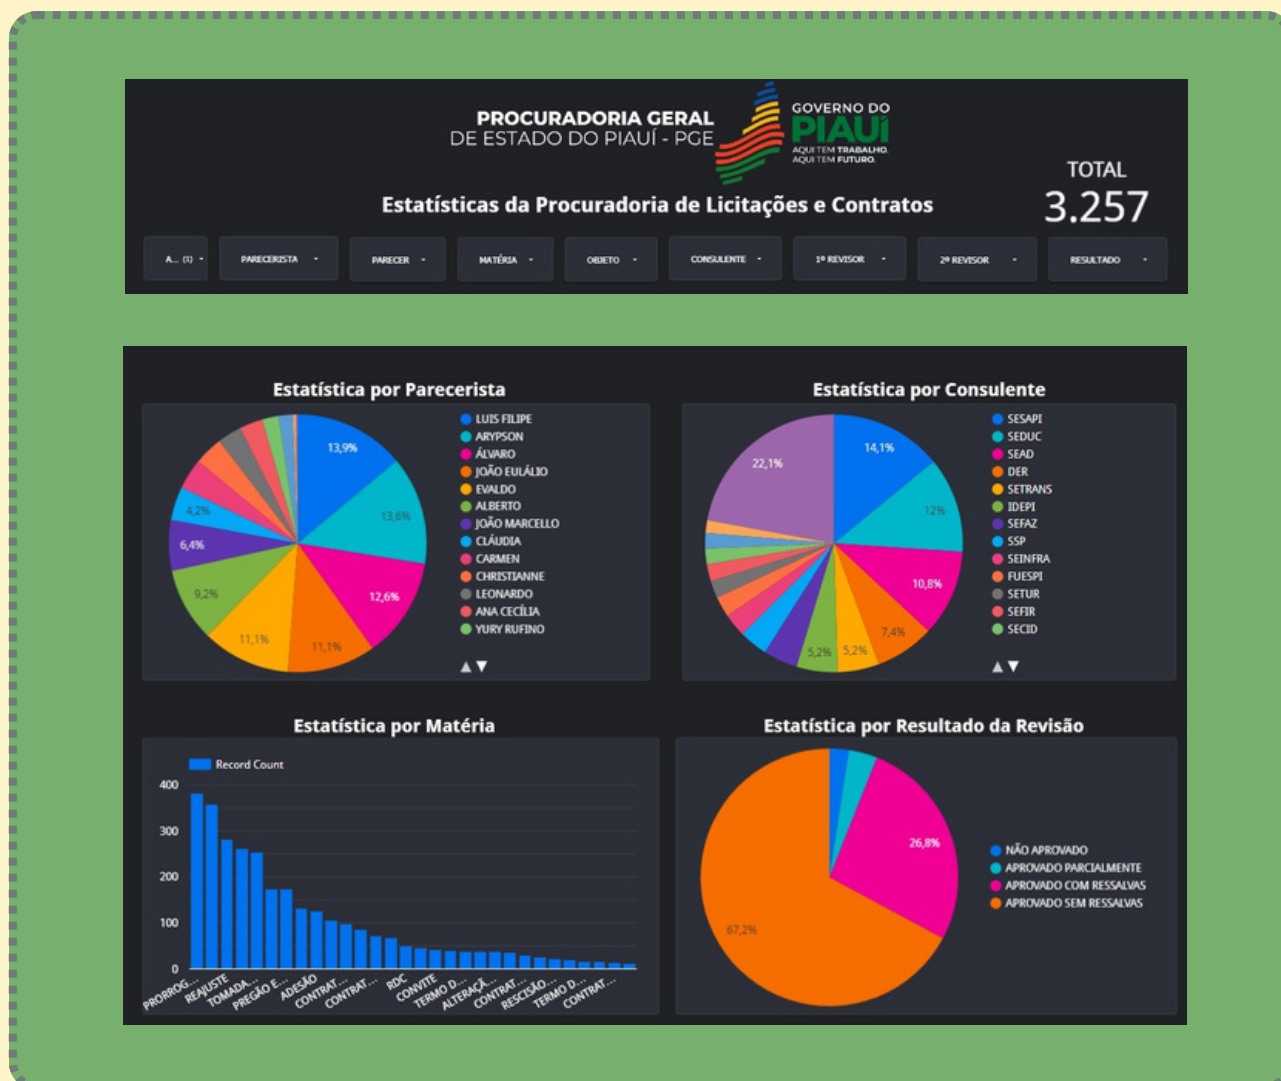 PROCURADORIA GERAL
DE ESTADO DO PIAUÍ - PGE
GOVERNO DO
PIAUÍ
AQUI TEM TRABALHO.
AQUI TEM FUTURO.
TOTAL
3.257
Estatísticas da Procuradoria de Licitações e Contratos
A... (1)
PARECERISTA
PARECER
MATÉRIA
OBJETO
CONSULENTE
1º REVISOR
2º REVISOR
RESULTADO
Estatística por Parecerista
13,9%
13,6%
12,6%
11,1%
11,1%
9,2%
6,4%
4,2%
LUIS FILIPE
ARYPSON
ÁLVARO
JOÃO EULÁLIO
EVALDO
ALBERTO
JOÃO MARCELLO
CLÁUDIA
CARMEN
CHRISTIANNE
LEONARDO
ANA CECÍLIA
YURY RUFINO
Estatística por Consulente
14,1%
12%
10,8%
7,4%
5,2%
5,2%
22,1%
SESAPI
SEDUC
SEAD
DER
SETRANS
IDEPI
SEFAZ
SSP
SEINFRA
FUESPI
SETUR
SEFIR
SECID
Estatística por Matéria
Record Count
400
300
200
100
0
PRORROG...
REAJUSTE
TOMADA...
PREGÃO E...
ADESÃO
CONTRAT...
CONTRAT...
RDC
CONVITE
TERMO D...
ALTERAÇÃ...
CONTRAT...
RESCISÃO...
TERMO D...
CONTRAT...
Estatística por Resultado da Revisão
26,8%
67,2%
NÃO APROVADO
APROVADO PARCIALMENTE
APROVADO COM RESSALVAS
APROVADO SEM RESSALVAS